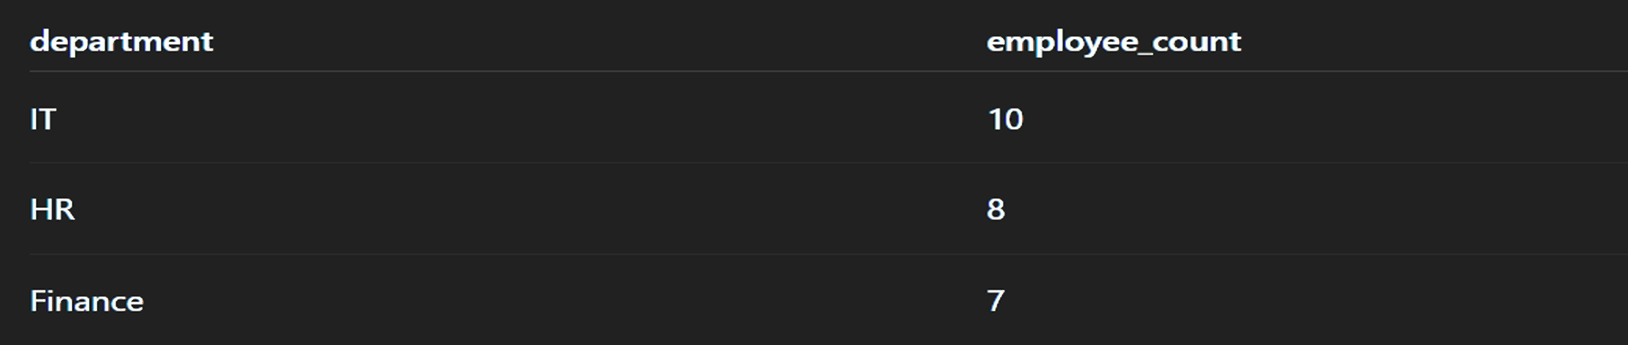 department employee_count
IT 10
HR 8
Finance 7